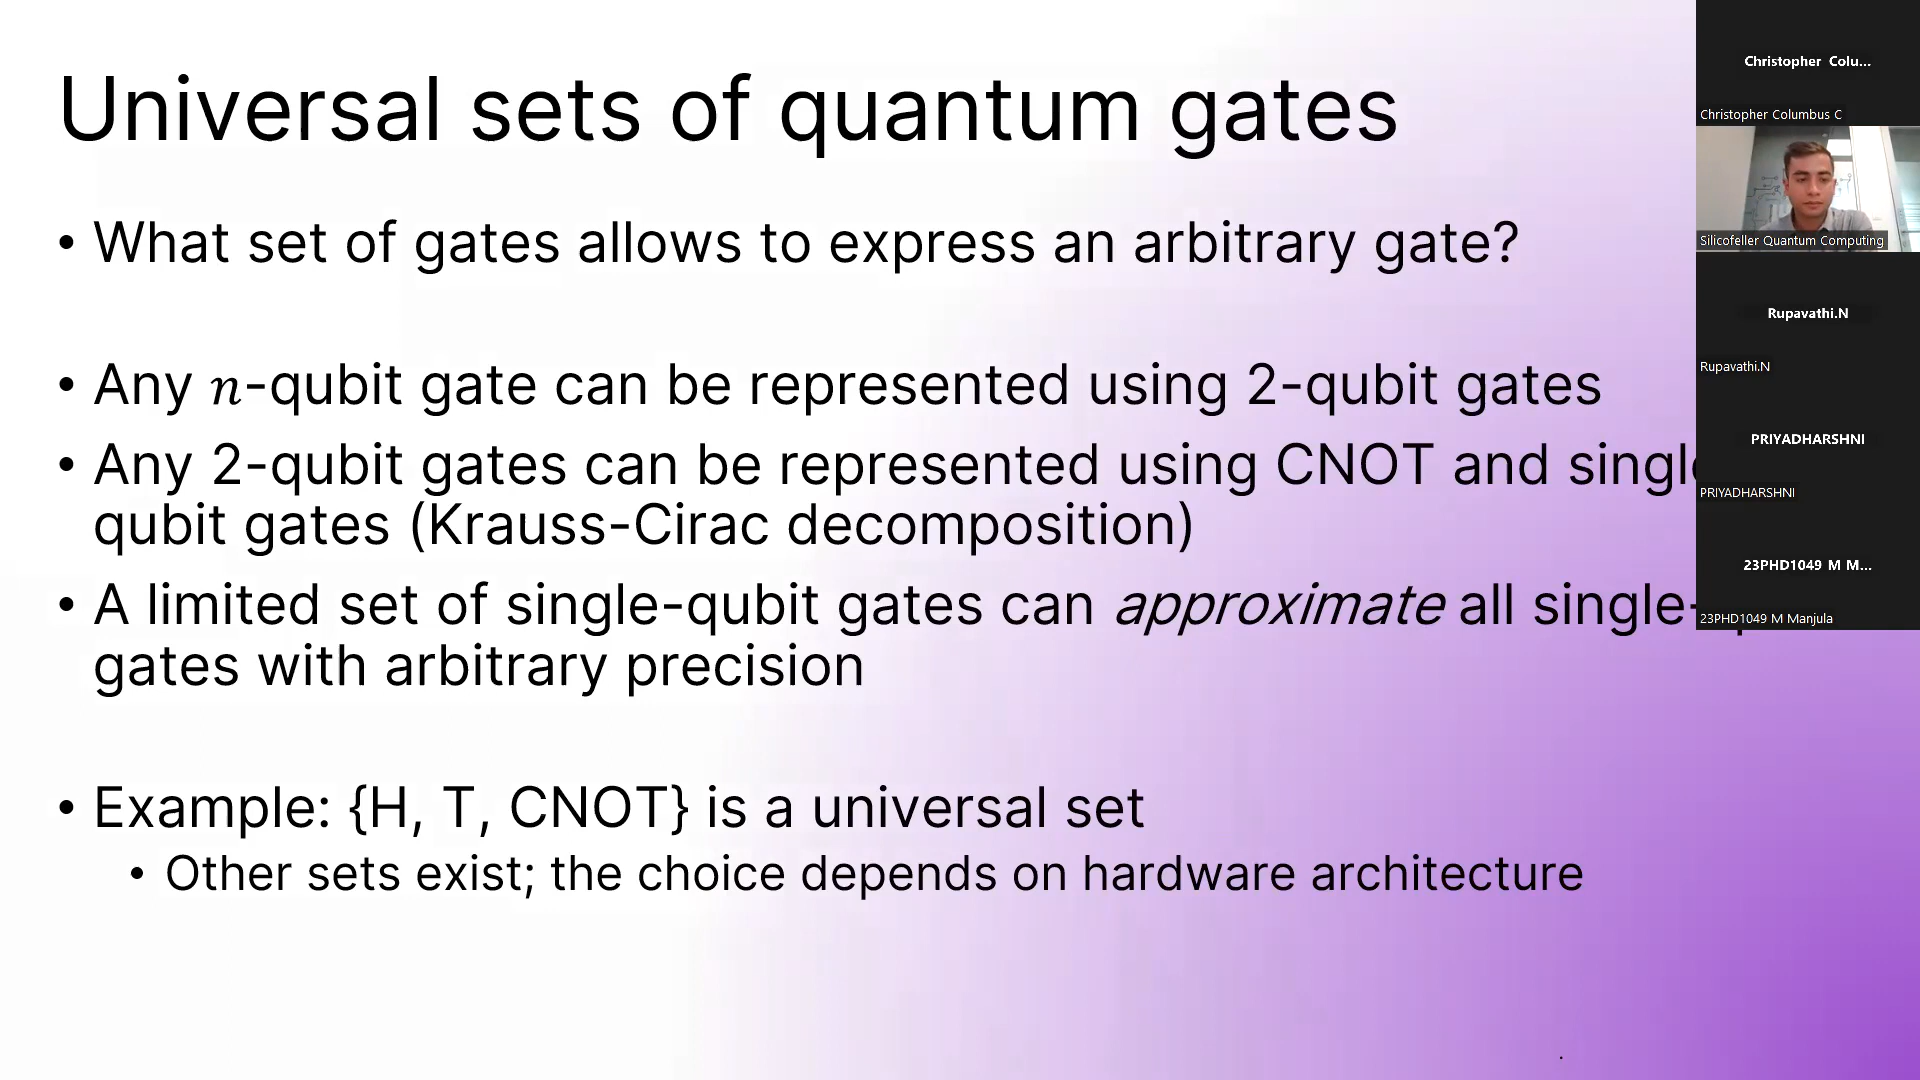 Universal sets of quantum gates
• What set of gates allows to express an arbitrary gate?
• Any n-qubit gate can be represented using 2-qubit gates
• Any 2-qubit gates can be represented using CNOT and
qubit gates (Krauss-Cirac decomposition)
• A limited set of single-qubit gates can approximate all
gates with arbitrary precision
• Example: {H, T, CNOT} is a universal set
• Other sets exist; the choice depends on hardware architecture
Christopher Colu...
Christopher Columbus C
Silicofeller Quantum Computing
Rupavathi.N
Rupavathi.N
PRIYADHARSHNI
PRIYADHARSHNI
23PHD1049 M M...
23PHD1049 M Manjula